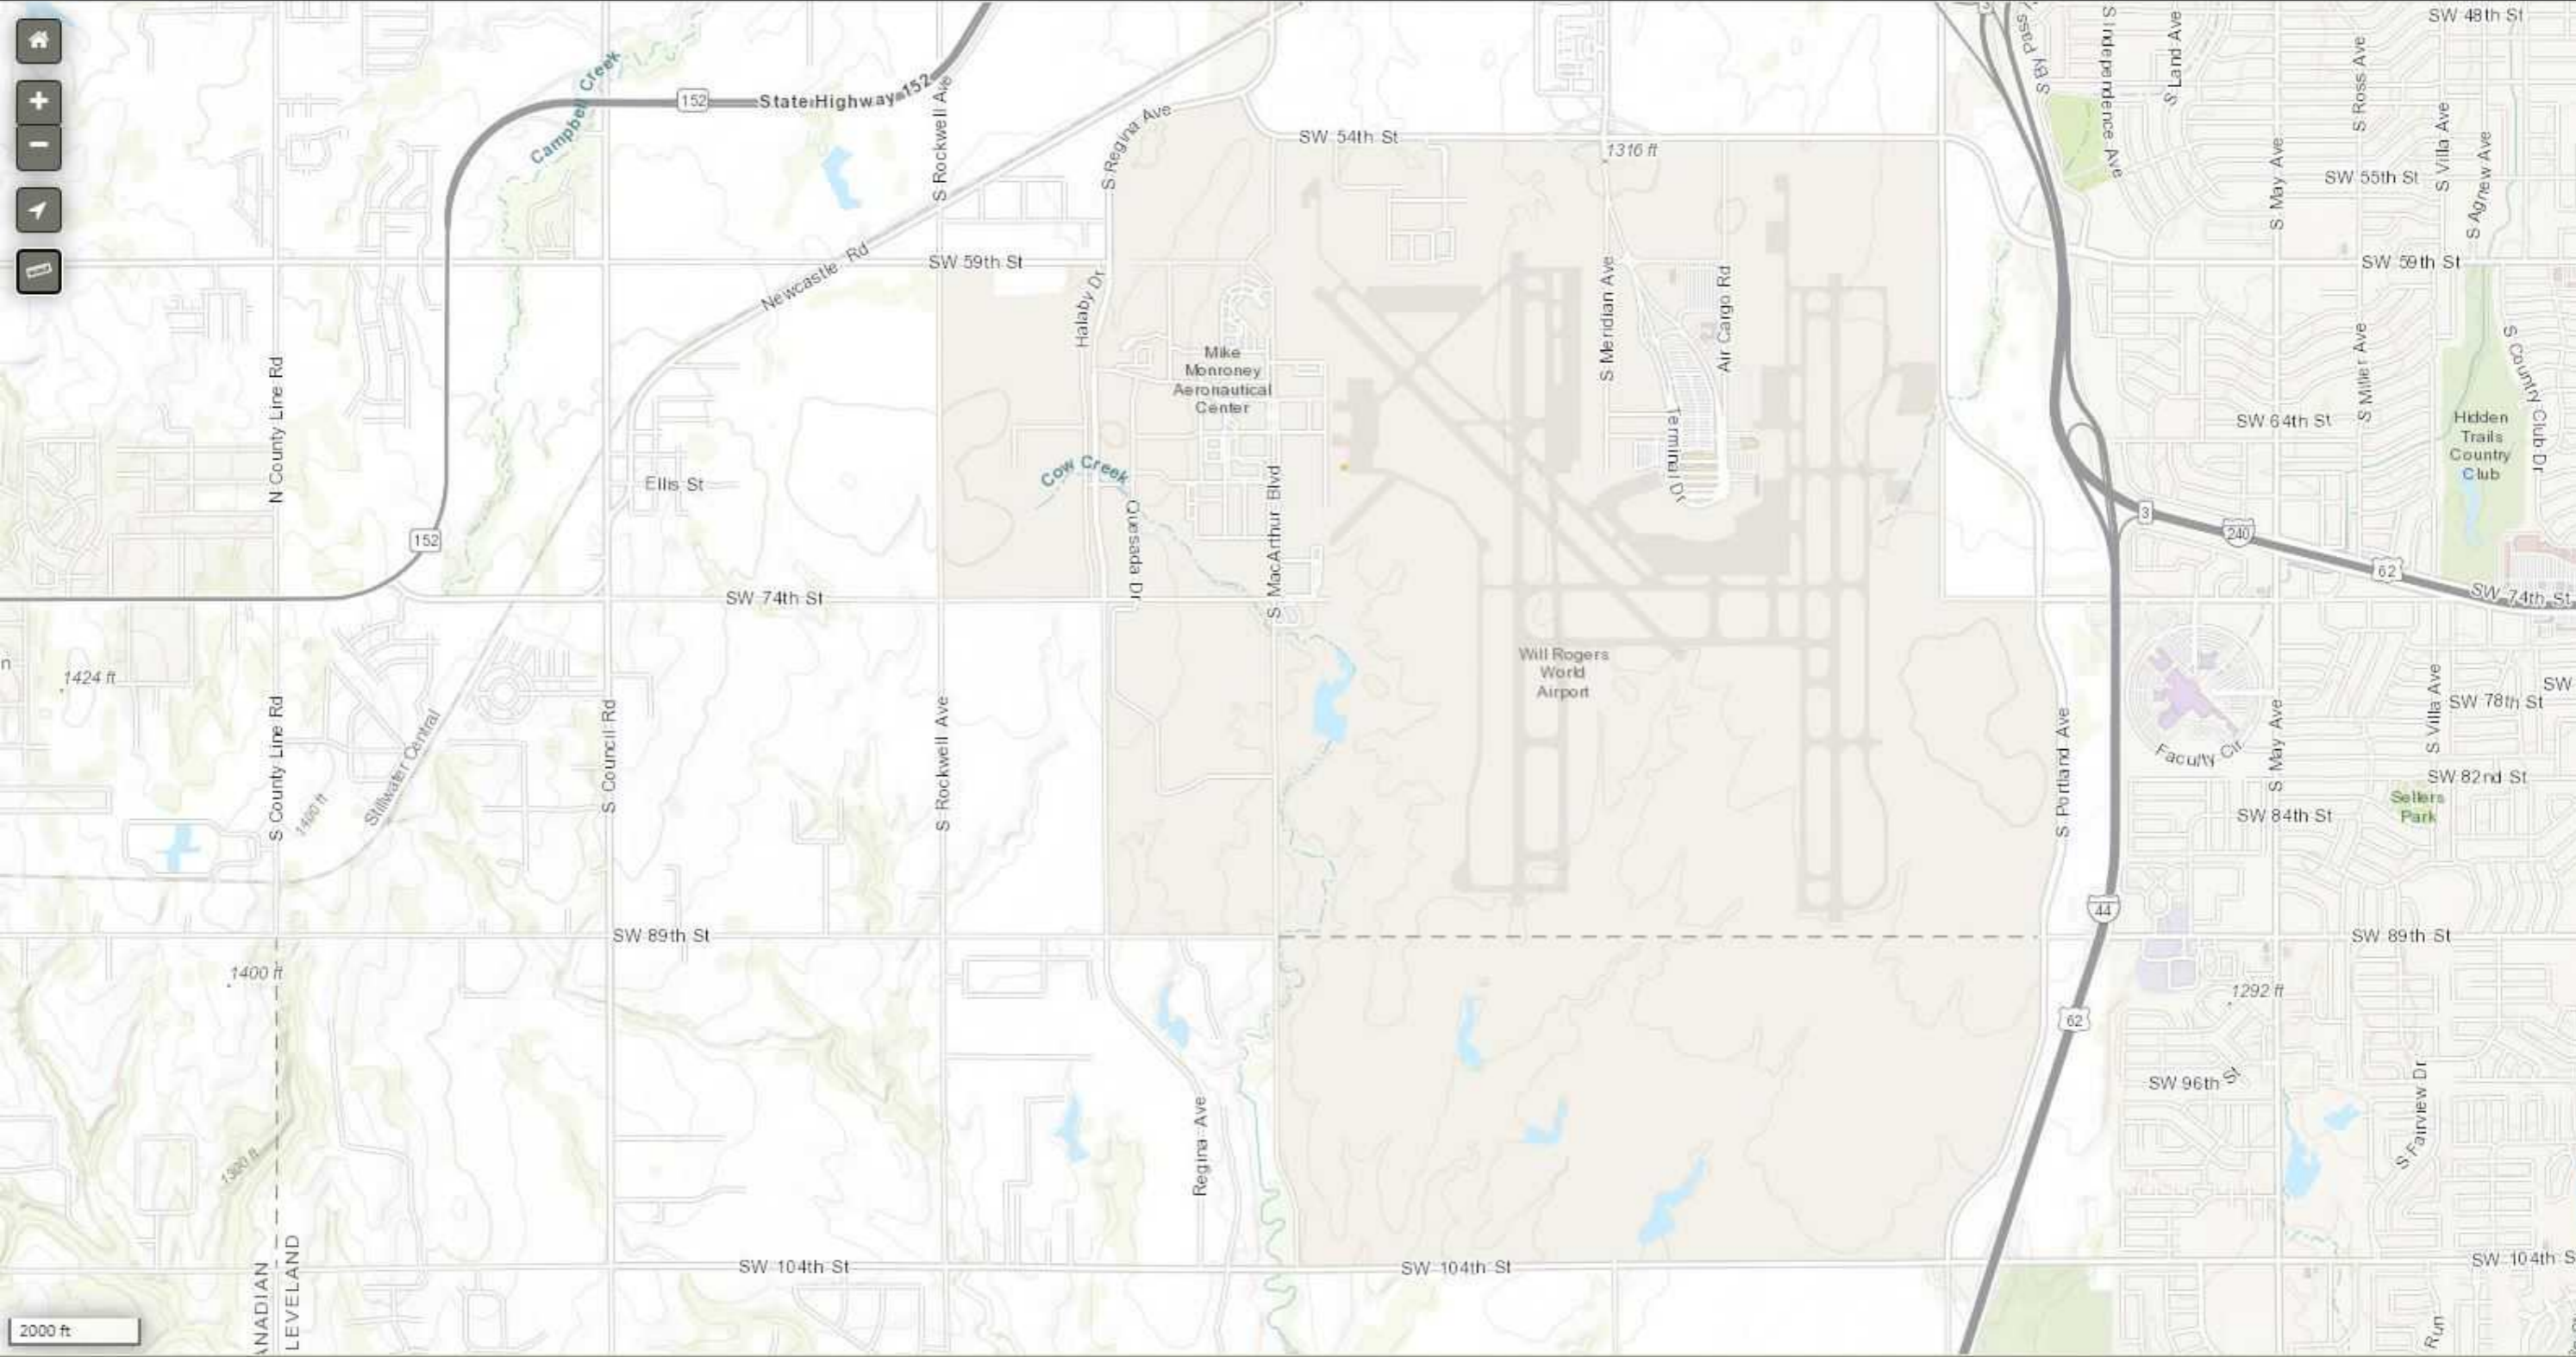 SW 48th St
S By Pass
S Independence Ave
S Land Ave
S Ross Ave
Campbell Creek
152
State Highway 152
S Rockwell Ave
S Regina Ave
SW 54th St
1316 ft
S May Ave
SW 55th St
S Villa Ave
S Agnew Ave
Newcastle Rd
SW 59th St
Halaby Dr
S Meridian Ave
Air Cargo Rd
SW 59th St
N County Line Rd
Mike
Monroney
Aeronautical
Center
S Miller Ave
S Country Club Dr
SW 64th St
Hidden
Trails
Country
Club
Ellis St
Cow Creek
Quesada Dr
S MacArthur Blvd
Terminal Dr
152
3
240
62
SW 74th St
SW 74th St
n
1424 ft
Will Rogers
World
Airport
S County Line Rd
1400 ft
Stillwater Central
S Council Rd
S Rockwell Ave
S Portland Ave
Faculty Cir
S May Ave
S Villa Ave
SW
SW 78th St
SW 82nd St
Sellers
Park
SW 84th St
44
SW 89th St
SW 89th St
1400 ft
1292 ft
62
SW 96th St
S Fairview Dr
Regina Ave
1300 ft
SW 104th St
SW 104th St
SW 104th S
ANADIAN
LEVELAND
2000 ft
Run